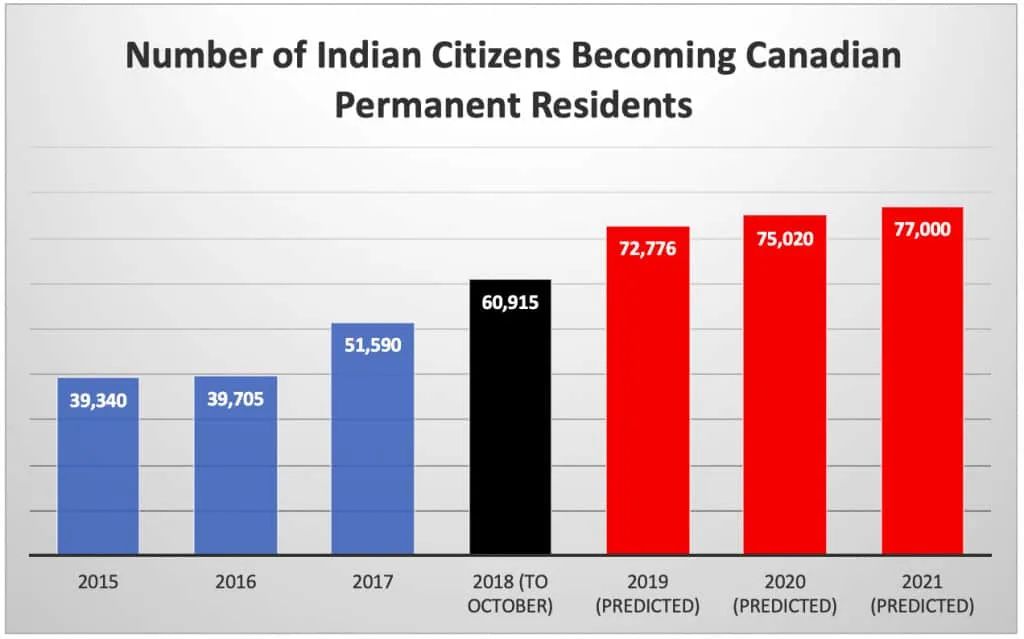 Number of Indian Citizens Becoming Canadian
Permanent Residents
39,340
39,705
51,590
60,915
72,776
75,020
77,000
2015
2016
2017
2018 (TO
OCTOBER)
2019
(PREDICTED)
2020
(PREDICTED)
2021
(PREDICTED)